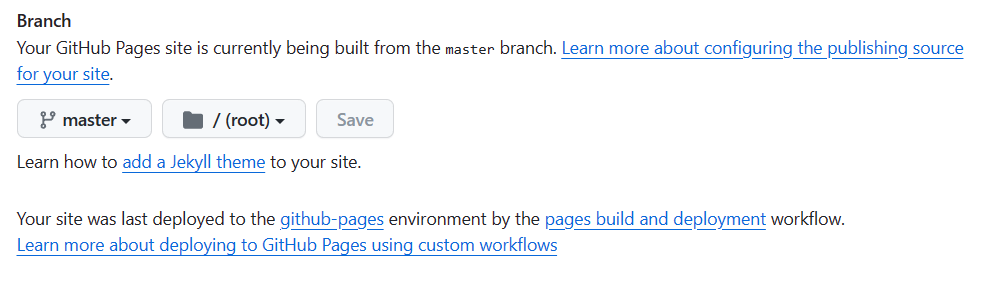 Branch
Your GitHub Pages site is currently being built from the master branch. Learn more about configuring the publishing source
for your site.
master
/ (root)
Save
Learn how to add a Jekyll theme to your site.
Your site was last deployed to the github-pages environment by the pages build and deployment workflow.
Learn more about deploying to GitHub Pages using custom workflows